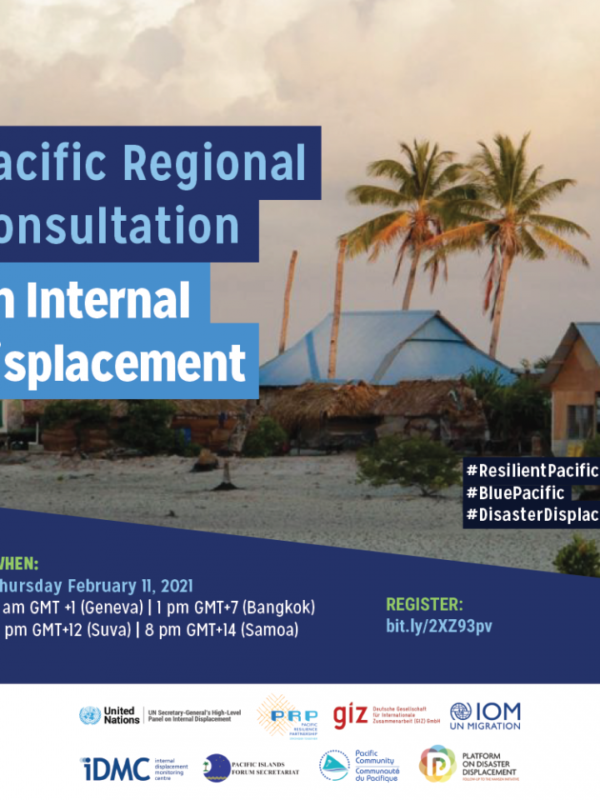 acific Regional
onsultation
n Internal
isplacement
#ResilientPacific
#BluePacific
#DisasterDisplac
WHEN:
hursday February 11, 2021
am GMT +1 (Geneva) | 1 pm GMT+7 (Bangkok)
pm GMT+12 (Suva) | 8 pm GMT+14 (Samoa)
REGISTER:
bit.ly/2XZ93pv
United Nations
UN Secretary-General's High-Level
Panel on Internal Displacement
PRP
PACIFIC
RESILIENCE
PARTNERSHIP
giz
Deutsche Gesellschaft
für Internationale
Zusammenarbeit (GIZ) GmbH
IOM
UN MIGRATION
iDMC
internal
displacement
monitoring
centre
PACIFIC ISLANDS
FORUM SECRETARIAT
Pacific
Community
Communauté
du Pacifique
PLATFORM
ON DISASTER
DISPLACEMENT